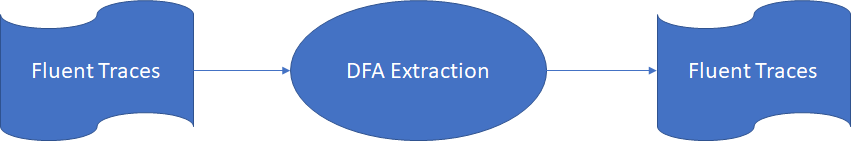 Fluent Traces
DFA Extraction
Fluent Traces